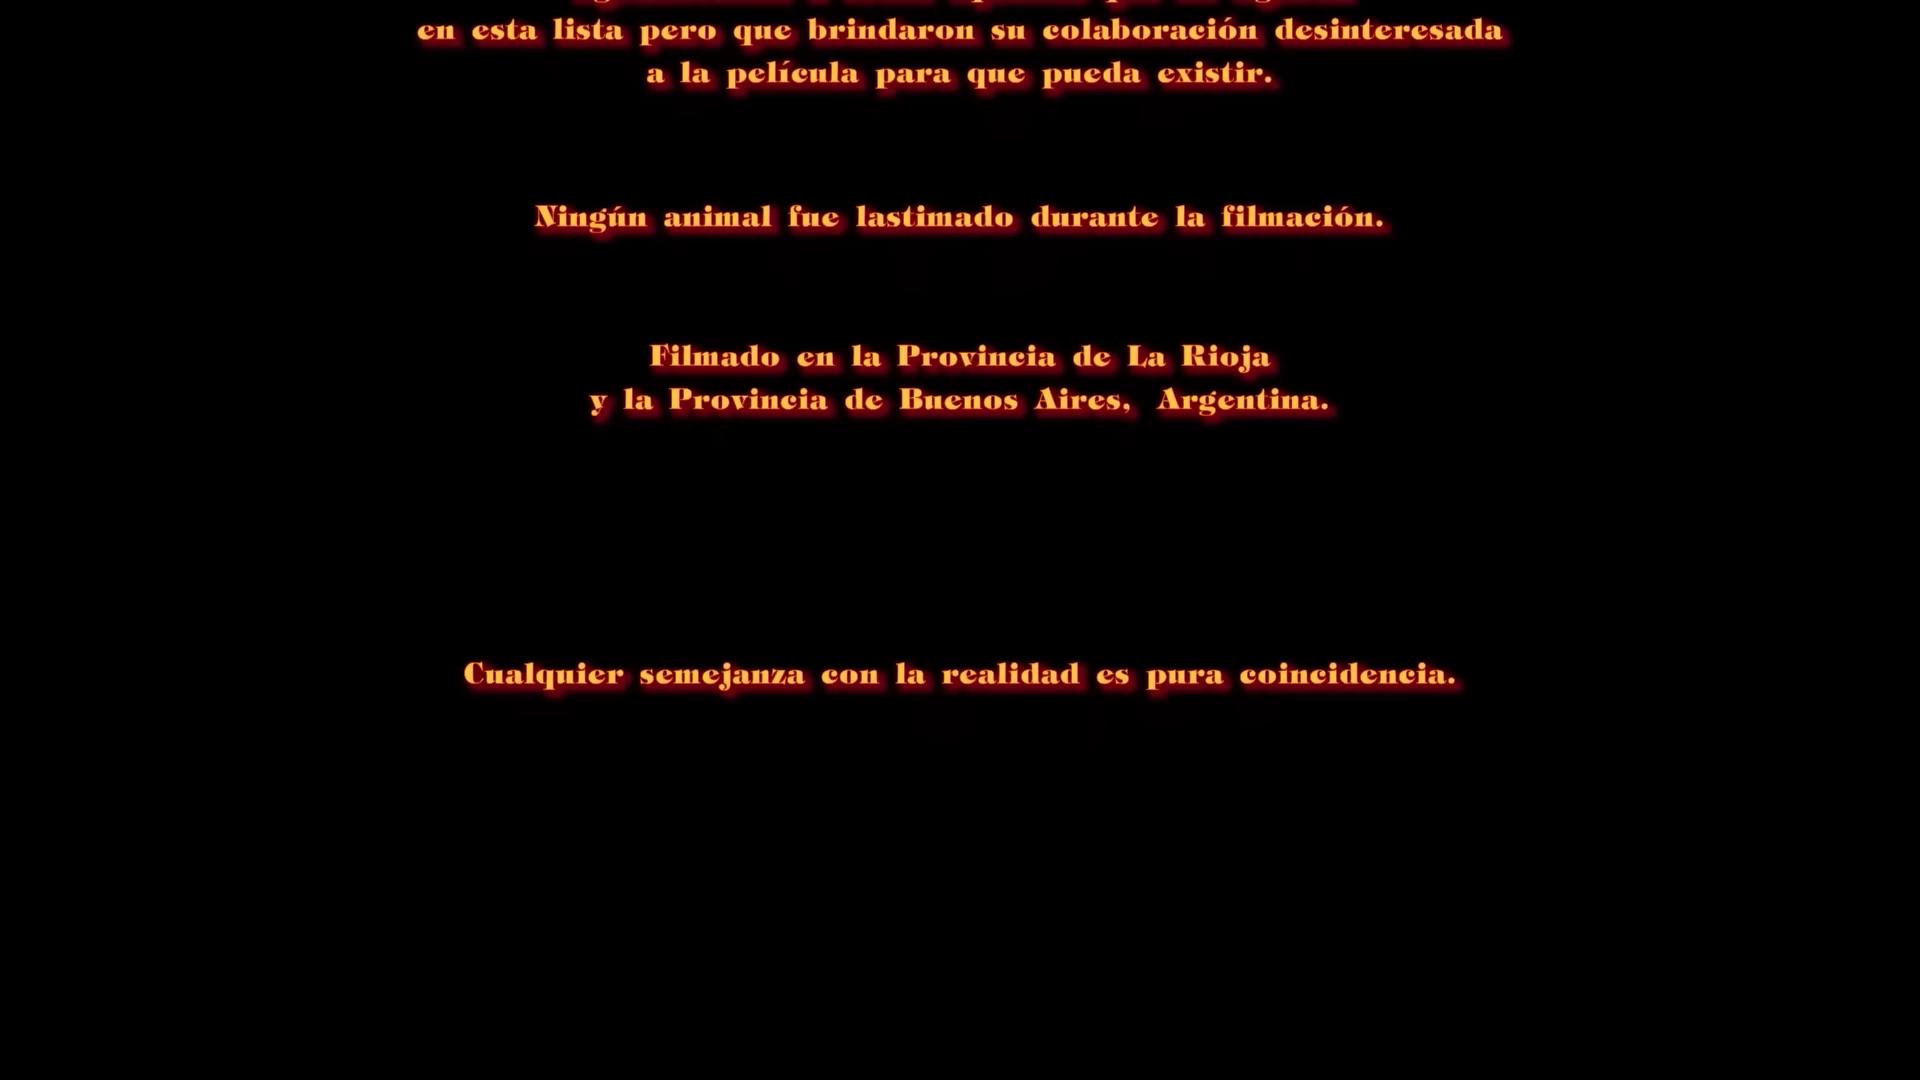 en esta lista pero que brindaron su colaboración desinteresada
a la película para que pueda existir.
Ningún animal fue lastimado durante la filmación.
Filmado en la Provincia de La Rioja
y la Provincia de Buenos Aires, Argentina.
Cualquier semejanza con la realidad es pura coincidencia.